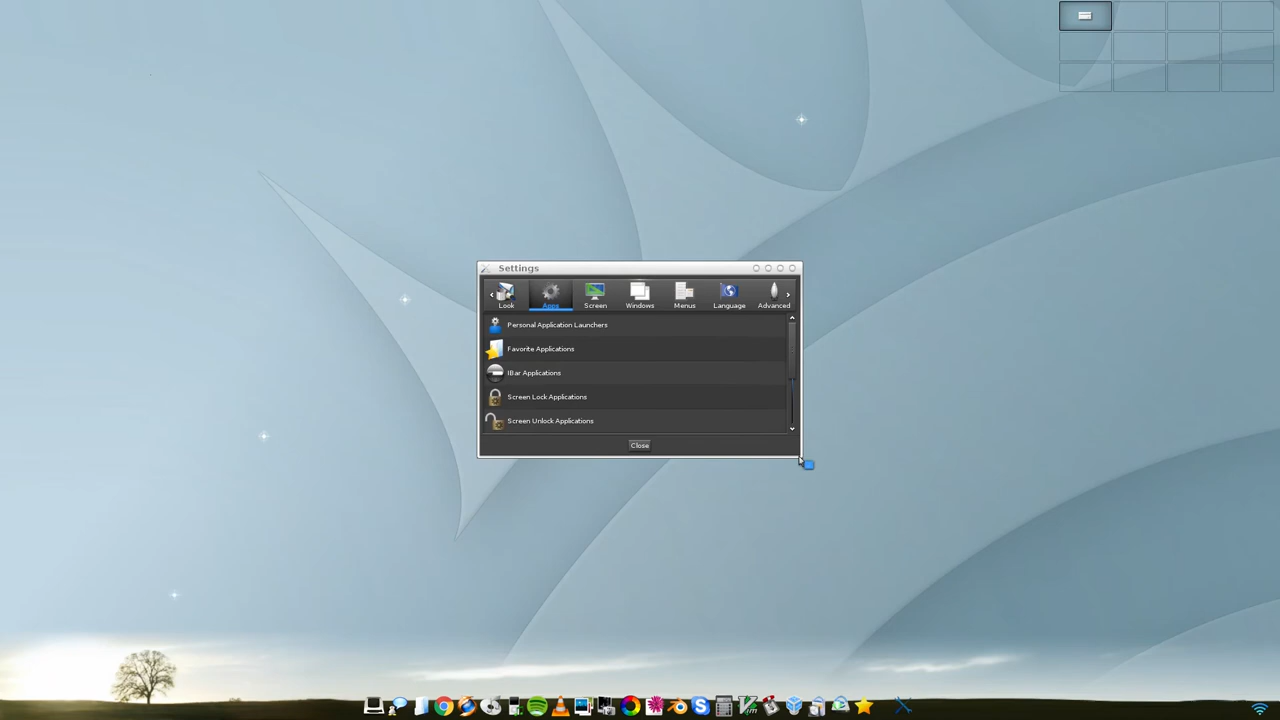 Settings
Look
Apps
Screen
Windows
Menus
Language
Advanced
Personal Application Launchers
Favorite Applications
IBar Applications
Screen Lock Applications
Screen Unlock Applications
Close